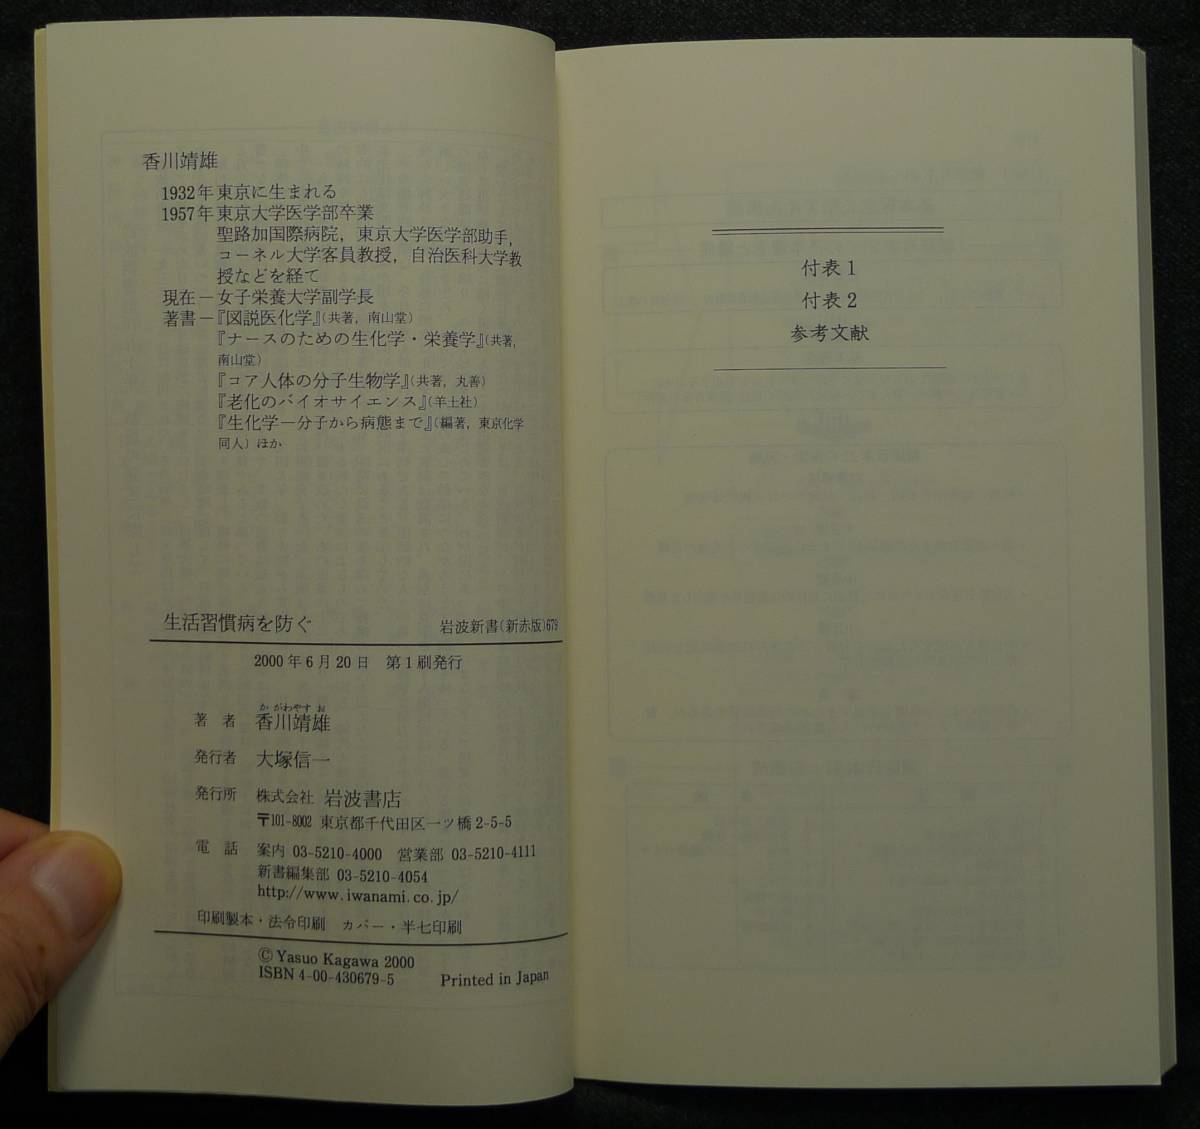 香川靖雄
1932年東京に生まれる
1957年東京大学医学部卒業
聖路加国際病院，東京大学医学部助手，
コーネル大学客員教授，自治医科大学教
授などを経て
現在－女子栄養大学副学長
著書－『図説医化学』(共著，南山堂)
『ナースのための生化学・栄養学』(共著，
南山堂)
『コア人体の分子生物学』(共著，丸善)
『老化のバイオサイエンス』(羊土社)
『生化学―分子から病態まで』(編著，東京化学
同人) ほか
生活習慣病を防ぐ 岩波新書(新赤版)679
2000年6月20日 第1刷発行
か がわやす お
著者 香川靖雄
発行者 大塚信一
発行所 株式会社 岩波書店
〒101-8002 東京都千代田区一ツ橋2-5-5
電話 案内 03-5210-4000 営業部 03-5210-4111
新書編集部 03-5210-4054
http://www.iwanami.co.jp/
印刷製本・法令印刷 カバー・半七印刷
© Yasuo Kagawa 2000
ISBN 4-00-430679-5 Printed in Japan
付表1
付表2
参考文献